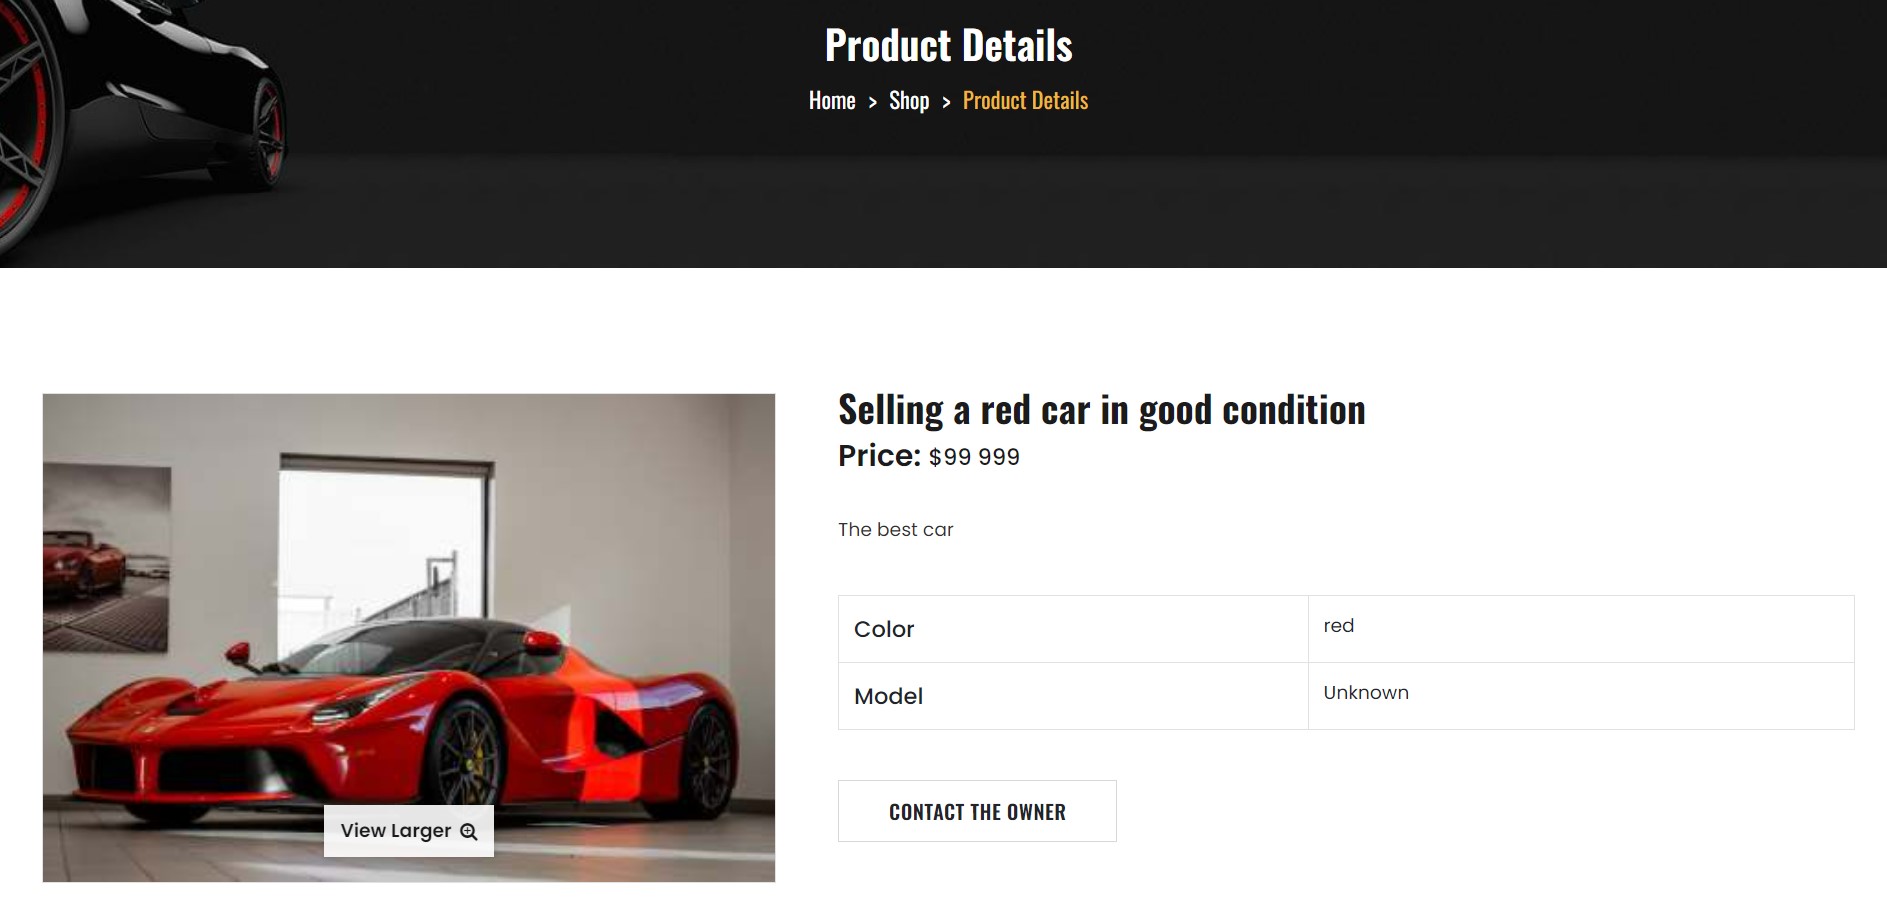 Product Details
Home > Shop > Product Details
Selling a red car in good condition
Price: $99 999
The best car
Color red
Model Unknown
View Larger
CONTACT THE OWNER